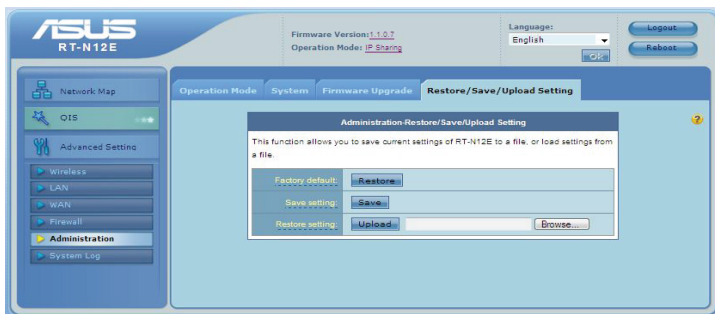 ASUS
RT-N12E
Firmware Version:1.1.0.7
Operation Mode: IP Sharing
Language:
English
Ok
Logout
Reboot
Network Map
QIS
Advanced Setting
Wireless
LAN
WAN
Firewall
Administration
System Log
Operation Mode System Firmware Upgrade Restore/Save/Upload Setting
Administration-Restore/Save/Upload Setting
This function allows you to save current settings of RT-N12E to a file, or load settings from
a file.
Factory default: Restore
Save setting: Save
Restore setting: Upload Browse...
?